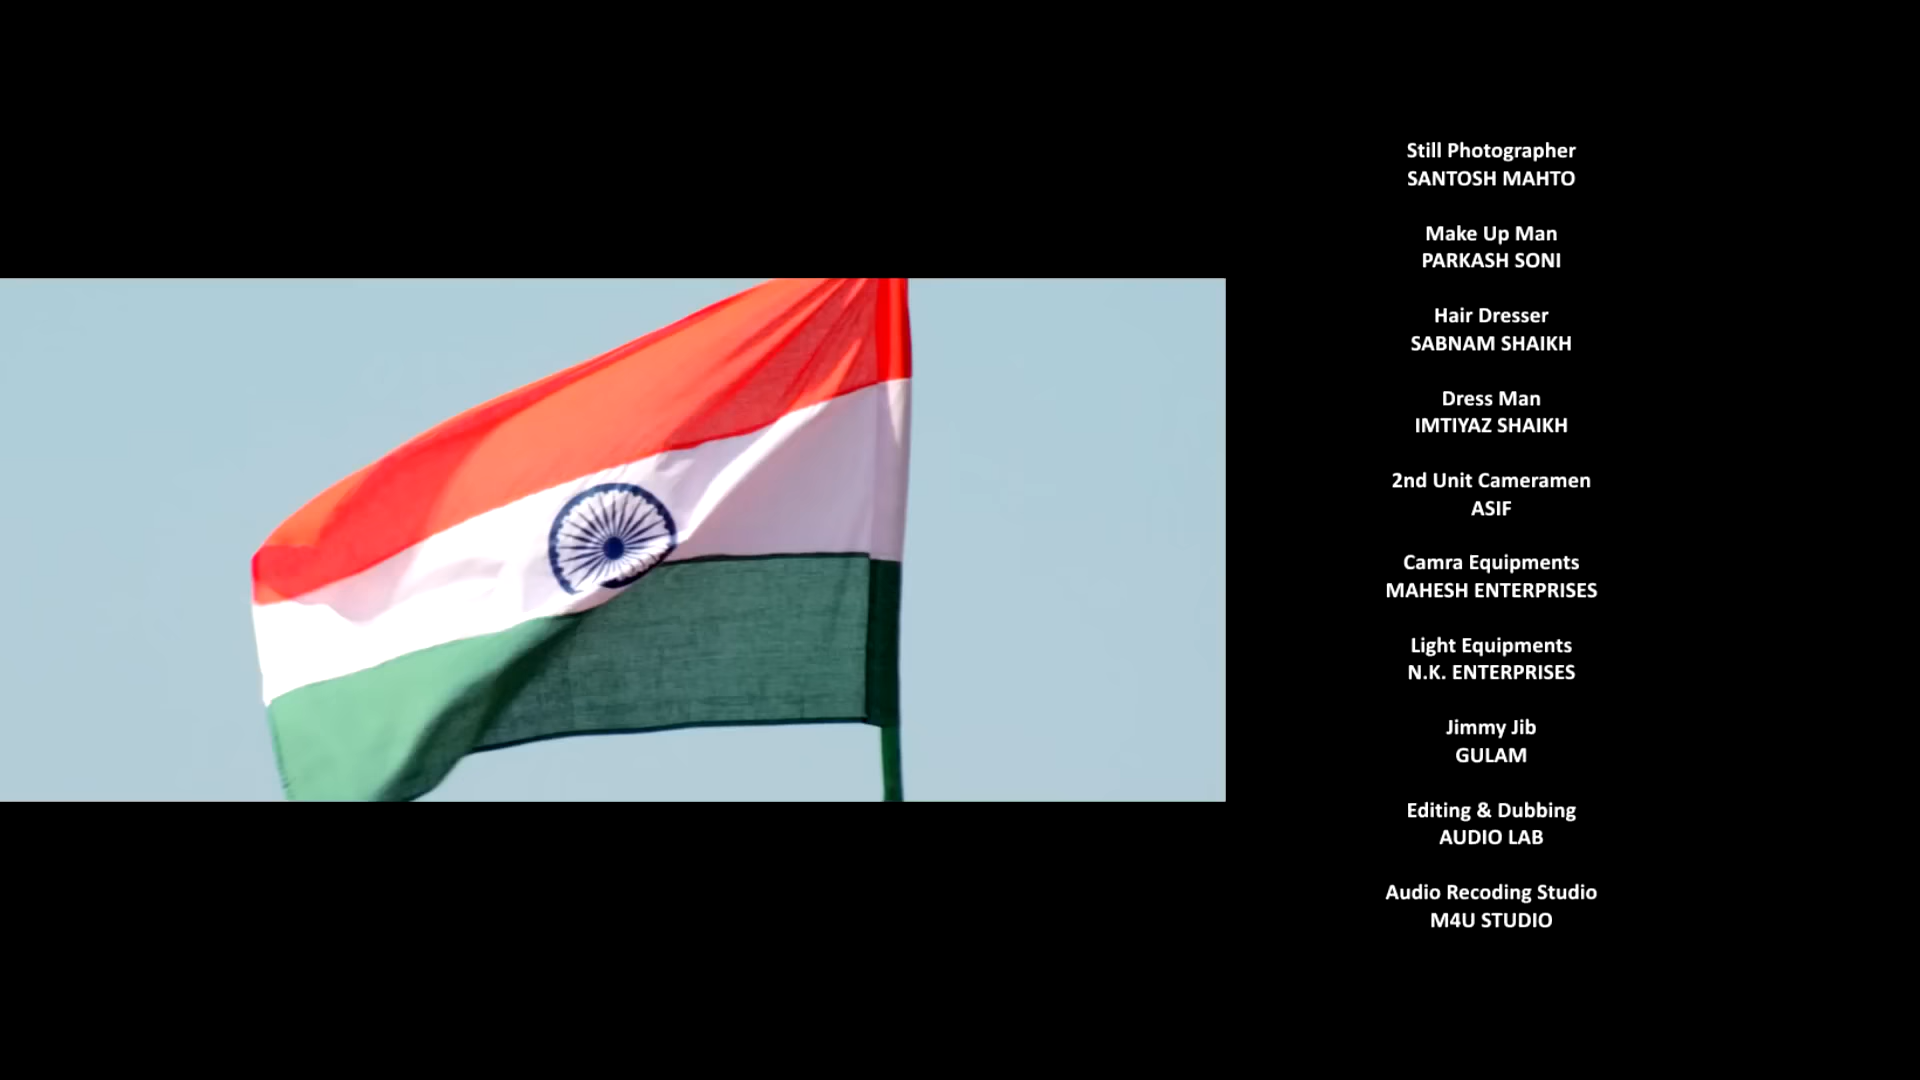 Still Photographer
SANTOSH MAHTO
Make Up Man
PARKASH SONI
Hair Dresser
SABNAM SHAIKH
Dress Man
IMTIYAZ SHAIKH
2nd Unit Cameramen
ASIF
Camra Equipments
MAHESH ENTERPRISES
Light Equipments
N.K. ENTERPRISES
Jimmy Jib
GULAM
Editing & Dubbing
AUDIO LAB
Audio Recoding Studio
M4U STUDIO